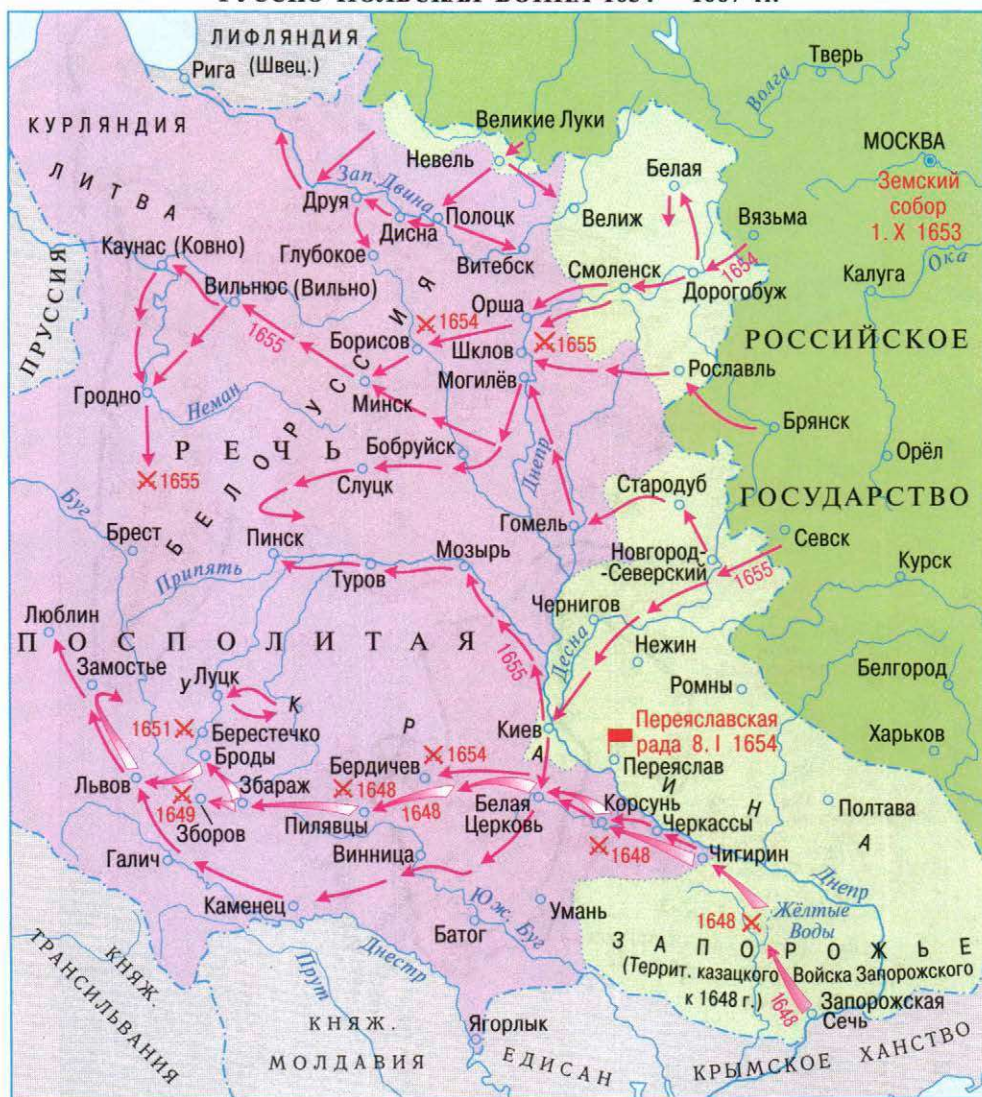 ЛИФЛЯНДИЯ
(Швец.)
Рига
Тверь
Волга
КУРЛЯНДИЯ
Великие Луки
МОСКВА
Невель
Белая
Земский
собор
1. X 1653
ЛИТВА
Зап. Двина
Друя
Полоцк
Велиж
Вязьма
Дисна
Каунас (Ковно)
Глубокое
Витебск
Смоленск
1654
Калуга
Ока
Дорогобуж
ПРУССИЯ
Вильнюс (Вильно)
Орша
1654
РОССИЙСКОЕ
1655
Борисов
Шклов
1655
Рославль
Гродно
Неман
Минск
Могилёв
Брянск
БЕЛОРУССИЯ
РЕЧЬ
Бобруйск
Днепр
Орёл
1655
Слуцк
Стародуб
ГОСУДАРСТВО
Буг
Брест
Гомель
Севск
Пинск
Мозырь
Новгород-
-Северский
1655
Курск
Припять
Туров
Чернигов
Люблин
Десна
ПОСПОЛИТАЯ
1655
Нежин
Белгород
Замостье
Луцк
Ромны
УКРАИНА
1651
Берестечко
Киев
Переяславская
рада 8. I 1654
Харьков
Броды
1654
Бердичев
Переяслав
Львов
Збараж
1648
1649
1648
Белая
Церковь
Корсунь
Полтава
Зборов
Пилявцы
Черкассы
Галич
Винница
1648
Чигирин
Днепр
Каменец
Юж. Буг
Умань
1648
Жёлтые
Воды
Батог
ЗАПОРОЖЬЕ
(Террит. казацкого Войска Запорожского
к 1648 г.)
Днестр
Прут
1648
Запорожская
Сечь
КНЯЖ.
ТРАНСИЛЬВАНИЯ
КНЯЖ.
МОЛДАВИЯ
Ягорлык
ЕДИСАН
КРЫМСКОЕ ХАНСТВО